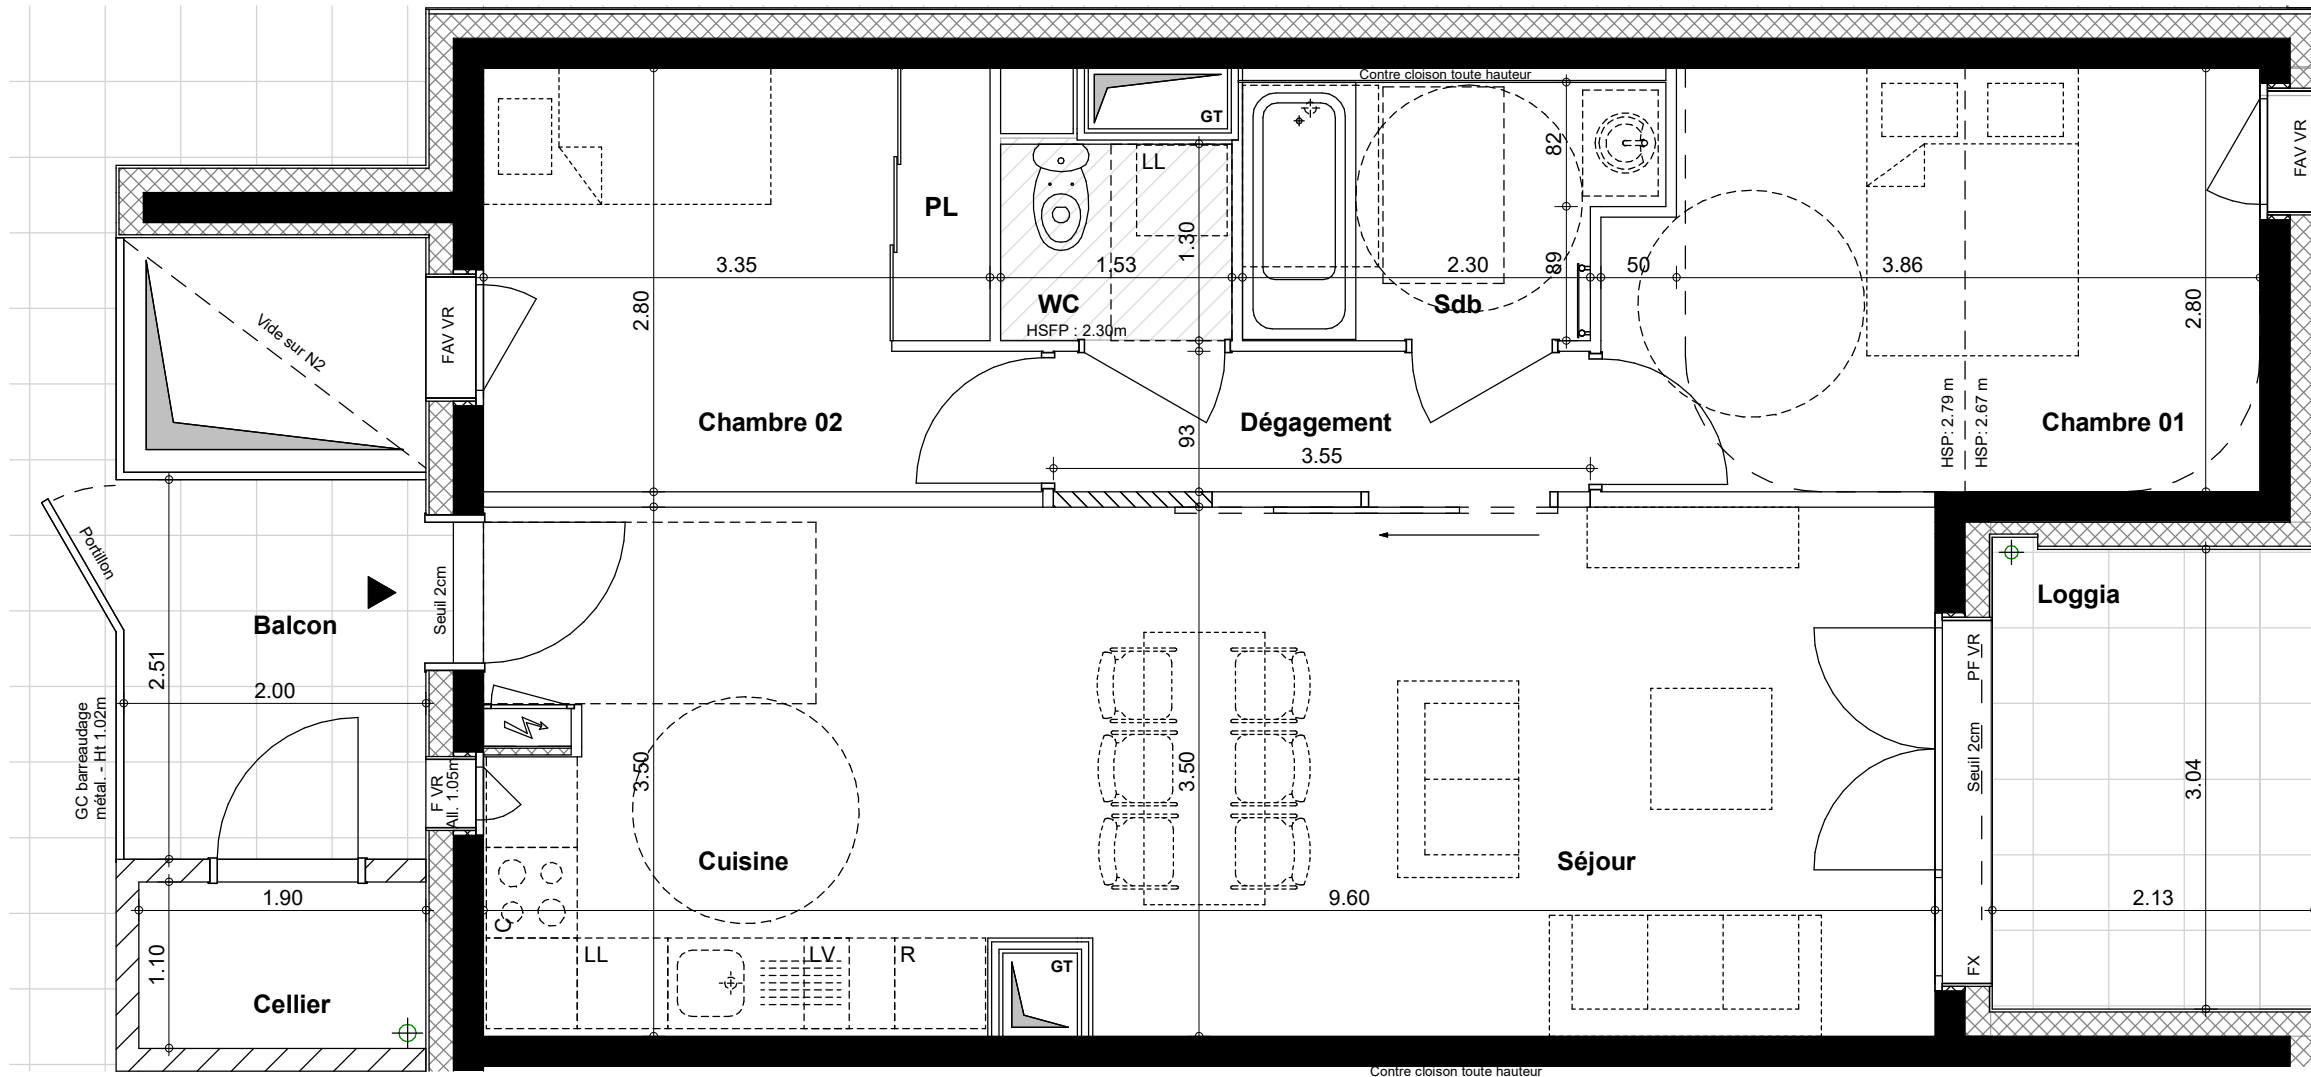 Contre cloison toute hauteur
GT
LL
82
FAV VR
PL
1.30
3.35
1.53
2.30
89
50
3.86
WC
HSFP : 2.30m
Sdb
2.80
2.80
Vide sur N2
FAV VR
HSP: 2.79 m
HSP: 2.67 m
Chambre 02
93
Dégagement
Chambre 01
3.55
Portillon
Seuil 2cm
Balcon
Loggia
2.51
2.00
PF VR
Seuil 2cm
GC barreaudage
métal. - Ht 1.02m
F VR
All. 1.05m
3.50
3.50
3.04
Cuisine
Séjour
1.90
9.60
2.13
C
1.10
LL
LV
R
GT
FX
Cellier
Contre cloison toute hauteur